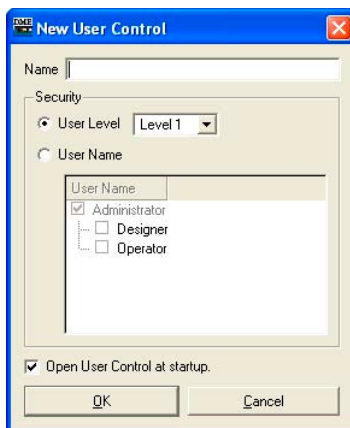 DME
New User Control
Name
Security
User Level Level 1
User Name
User Name
Administrator
Designer
Operator
Open User Control at startup.
OK Cancel